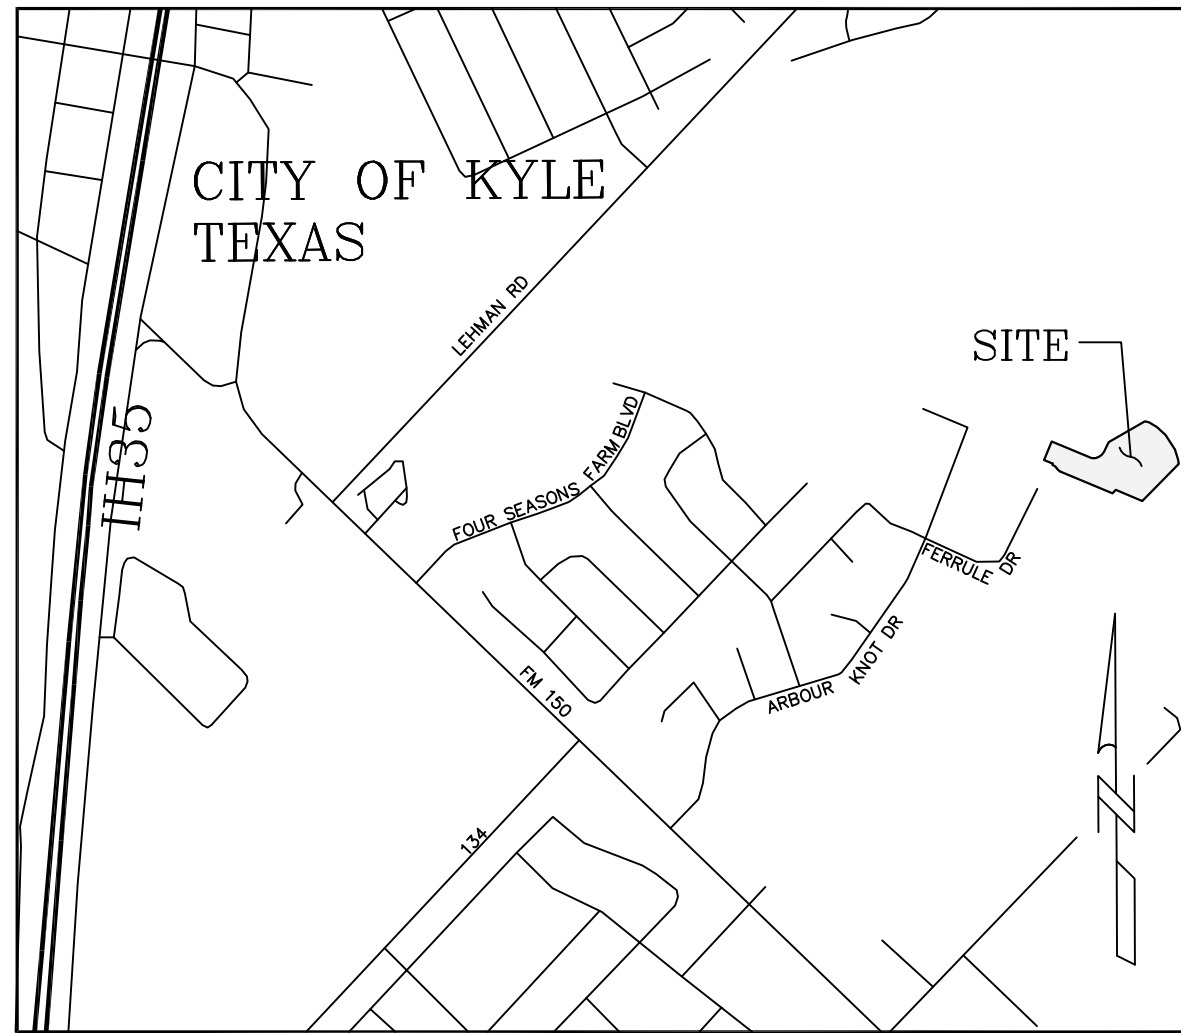 CITY OF KYLE
TEXAS
LEHMAN RD
SITE
IH35
FOUR SEASONS FARM BLVD
FERRULE DR
FM 150
ARBOUR KNOT DR
134
N